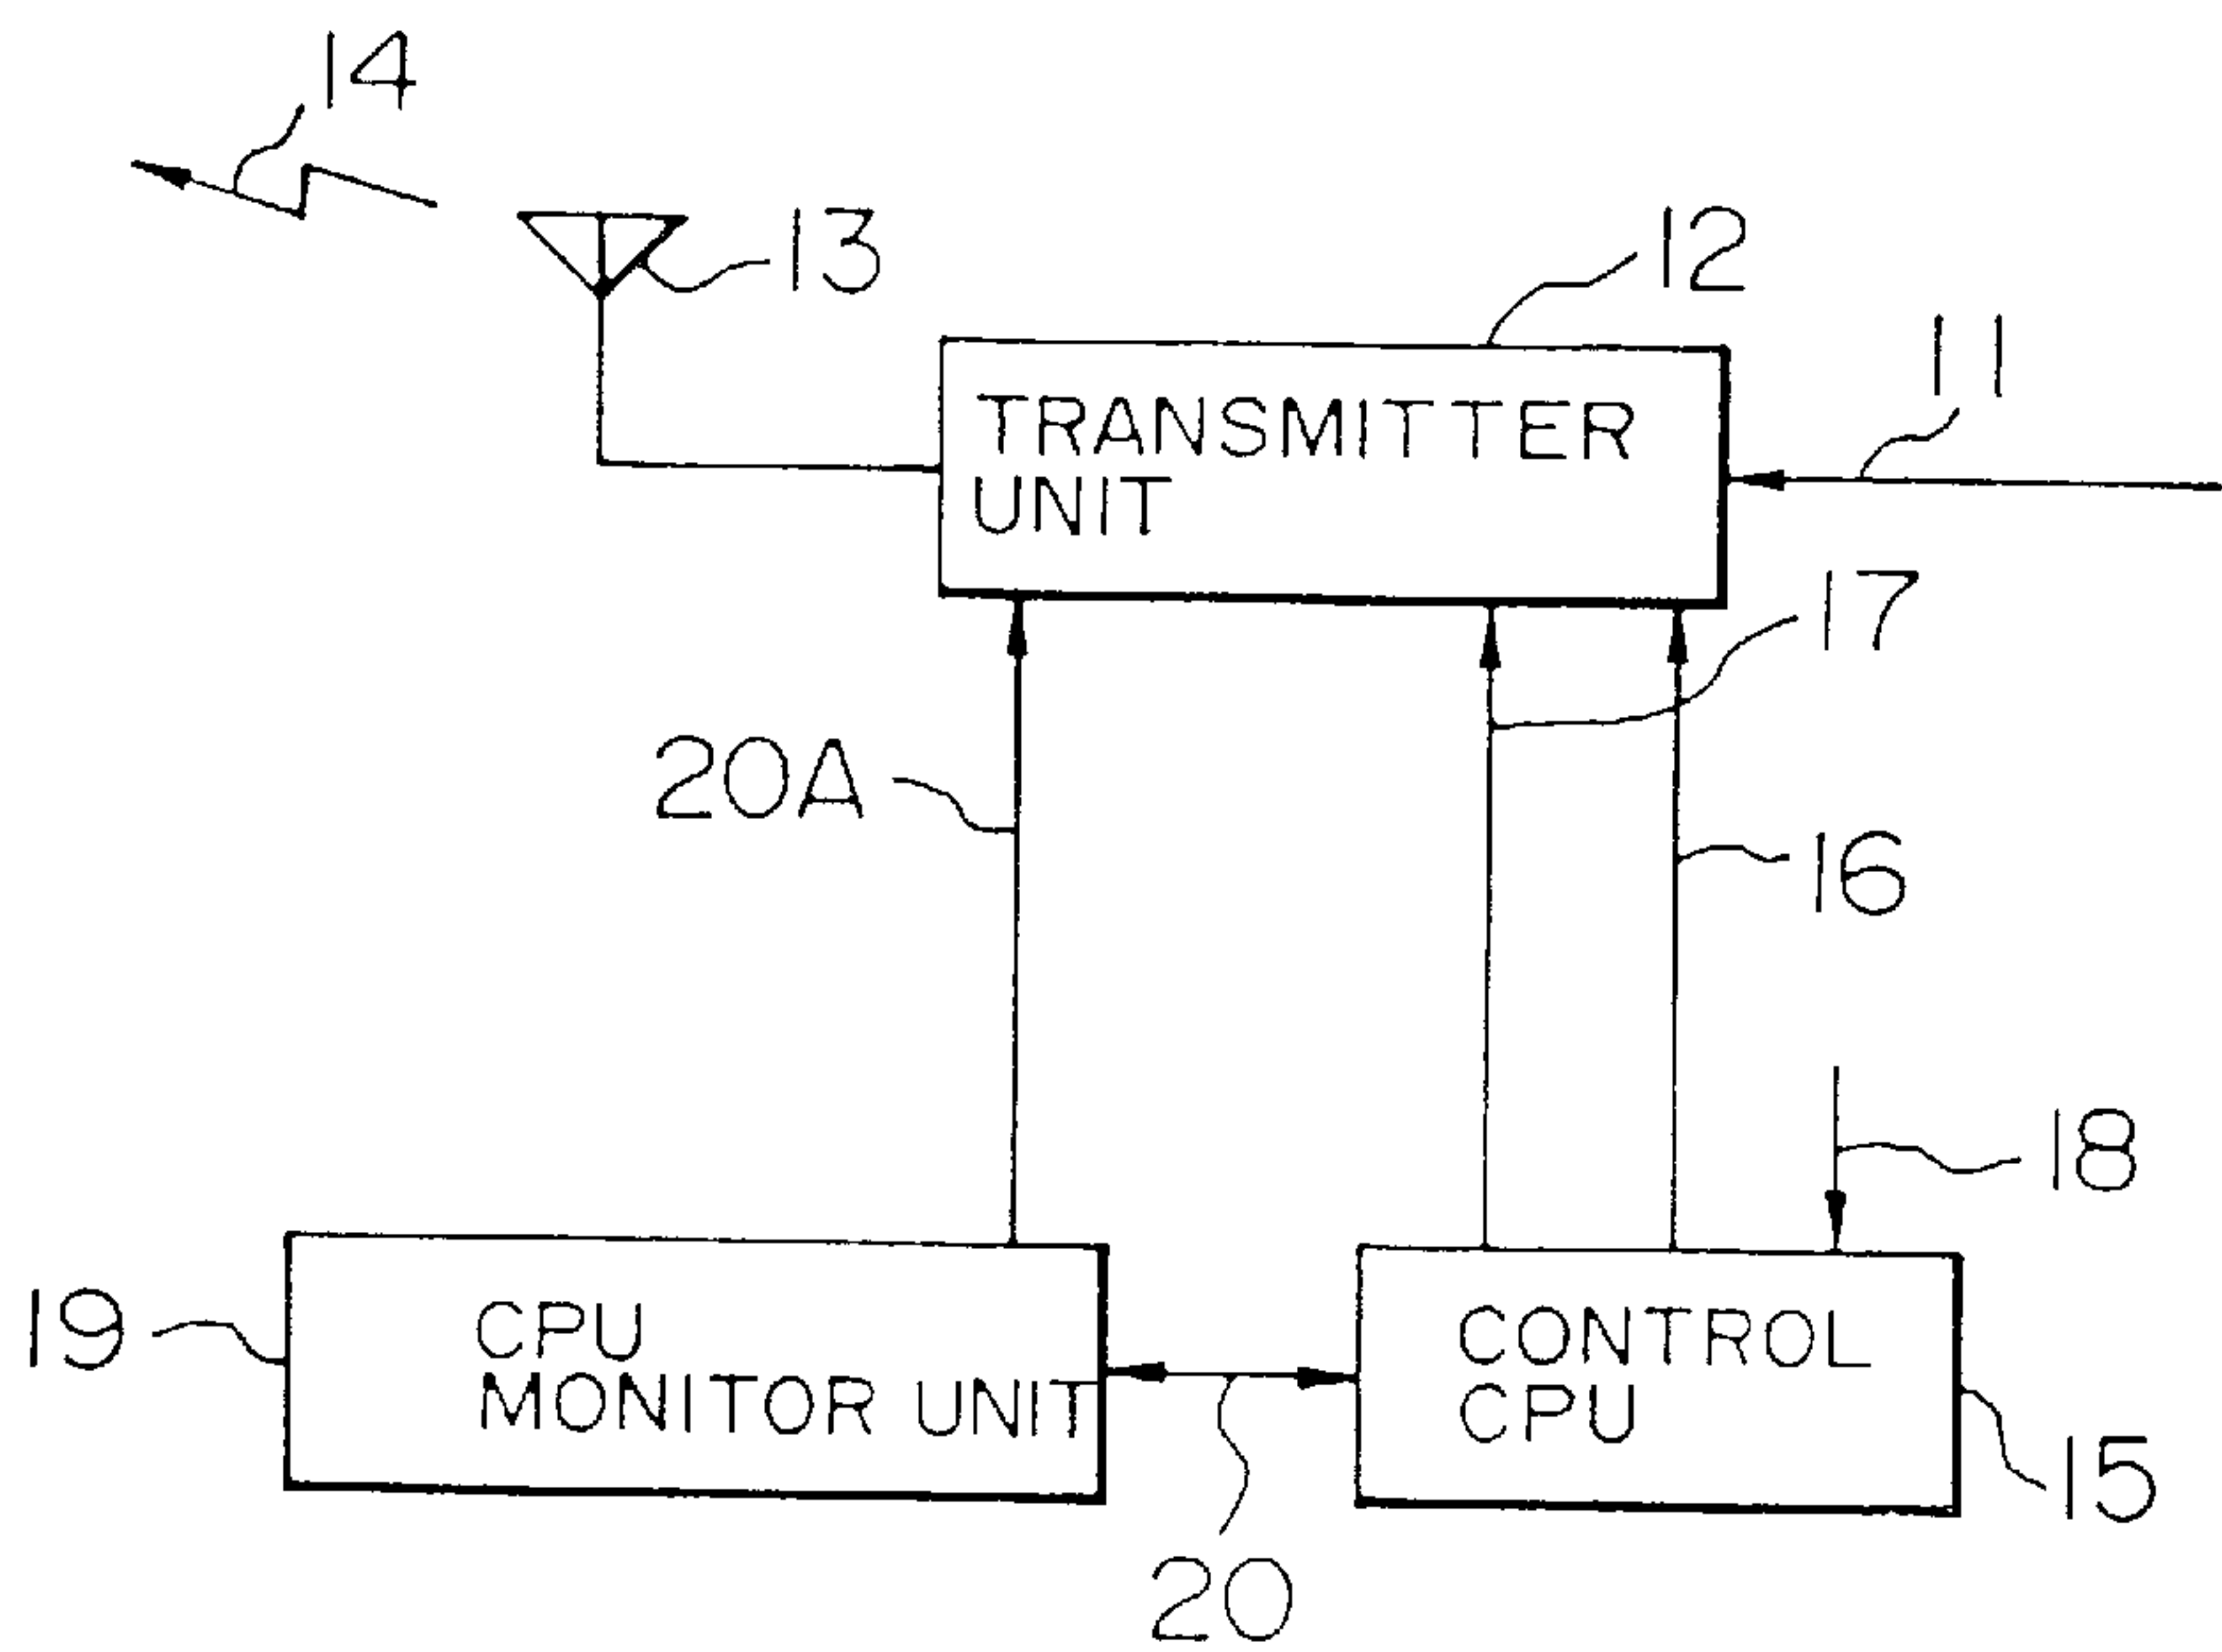 14
13
12
11
TRANSMITTER
UNIT
17
20A
16
18
19
CPU
MONITOR UNIT
CONTROL
CPU
15
20